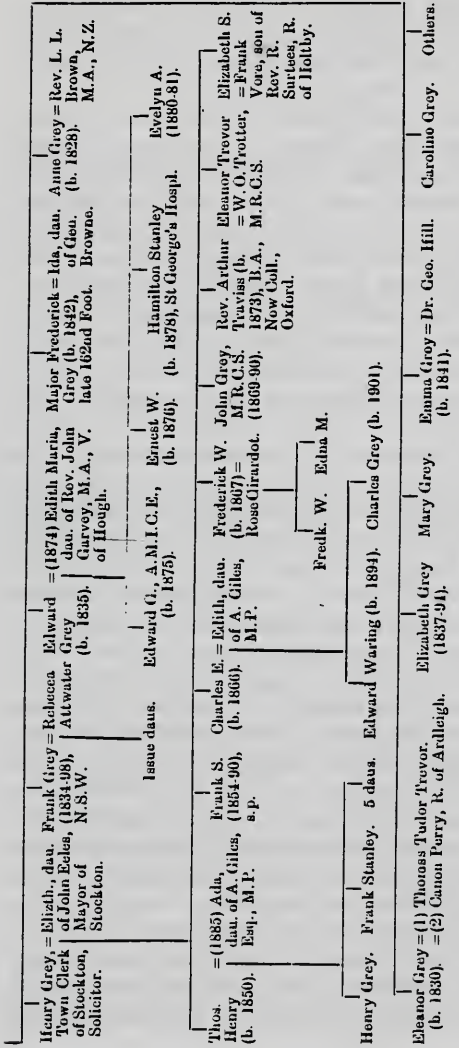 Henry Grey,
Town Clerk
of Stockton,
Solicitor.
= Elizth., dau.
of John Eeles,
Mayor of
Stockton.
Frank Grey
(1834-98),
N.S.W.
= Rebecca
Attwater
Edward
Grey
(b. 1835).
= (1874) Edith Maria,
dau. of Rev. John
Garvey, M.A., V.
of Hough.
Major Frederick
Grey (b. 1842),
late 162nd Foot.
= Ida, dau.
of Geu.
Browne.
Anne Grey
(b. 1828).
= Rev. L. L.
Brown,
M.A., N.Z.
Issue daus.
Edward G., A.M.I.C.E.,
(b. 1875).
Ernest W.
(b. 1876).
Hamilton Stanley
(b. 1878), St George's Hospl.
Evelyn A.
(1880-81).
Thos.
Henry
(b. 1850).
= (1885) Ada,
dau. of A. Giles,
Esq., M.P.
Frank S.
(1854-90),
s.p.
Charles E.
(b. 1866).
= Edith, dau.
of A. Giles,
M.P.
Frederick W.
(b. 1867) =
Rose Girardot.
John Grey,
M.R.C.S.
(1869-90).
Rev. Arthur
Traviss (b.
1873), B.A.,
New Coll.,
Oxford.
Eleanor Trevor
= W. O. Trotter,
M.R.C.S.
Elizabeth S.
= Frank
Vere, son of
Rev. R.
Surtees, R.
of Holtby.
Fredk. W. Edna M.
Henry Grey. Frank Stanley. 5 daus.
Edward Waring (b. 1894). Charles Grey (b. 1901).
Eleanor Grey
(b. 1830).
= (1) Thomas Tudor Trevor.
= (2) Canon Perry, R. of Ardleigh.
Elizabeth Grey
(1837-94).
Mary Grey.
Emma Grey = Dr. Geo. Hill.
(b. 1841).
Caroline Grey.
Others.